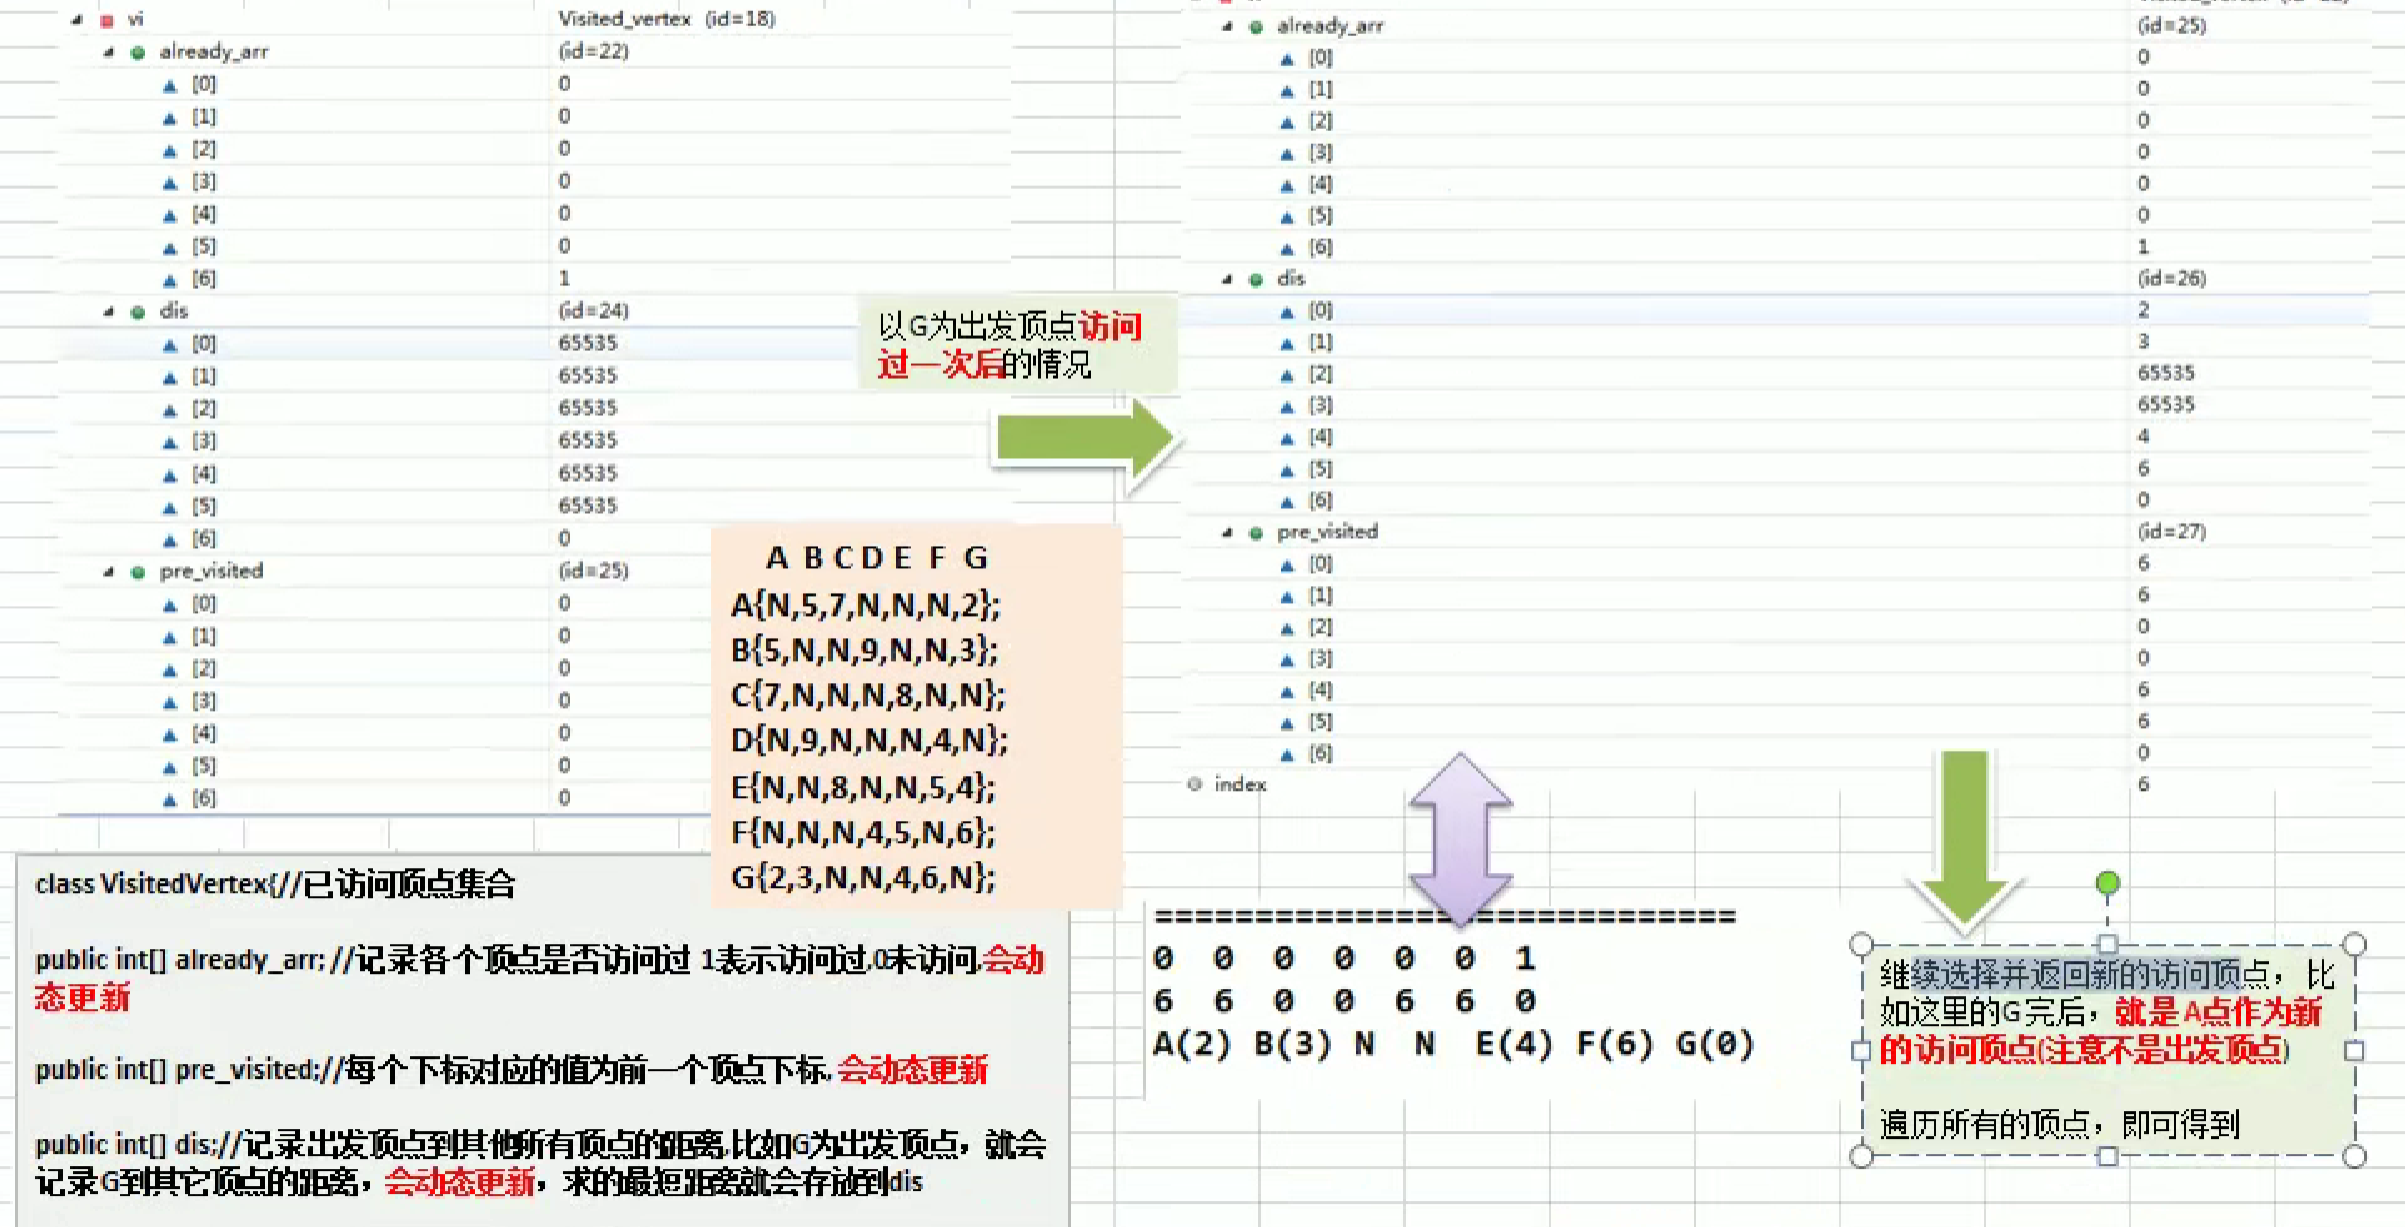 vi Visited_vertex (id=18)
already_arr (id=22)
[0] 0
[1] 0
[2] 0
[3] 0
[4] 0
[5] 0
[6] 1
dis (id=24)
[0] 65535
[1] 65535
[2] 65535
[3] 65535
[4] 65535
[5] 65535
[6] 0
pre_visited (id=25)
[0] 0
[1] 0
[2] 0
[3] 0
[4] 0
[5] 0
[6] 0
以G为出发顶点访问
过一次后的情况
already_arr (id=25)
[0] 0
[1] 0
[2] 0
[3] 0
[4] 0
[5] 0
[6] 1
dis (id=26)
[0] 2
[1] 3
[2] 65535
[3] 65535
[4] 4
[5] 6
[6] 0
pre_visited (id=27)
[0] 6
[1] 6
[2] 0
[3] 0
[4] 6
[5] 6
[6] 0
index 6
A B C D E F G
A{N,5,7,N,N,N,2};
B{5,N,N,9,N,N,3};
C{7,N,N,N,8,N,N};
D{N,9,N,N,N,4,N};
E{N,N,8,N,N,5,4};
F{N,N,N,4,5,N,6};
G{2,3,N,N,4,6,N};
class VisitedVertex{//已访问顶点集合
public int[] already_arr; //记录各个顶点是否访问过 1表示访问过,0未访问,会动
态更新
public int[] pre_visited;//每个下标对应的值为前一个顶点下标, 会动态更新
public int[] dis;//记录出发顶点到其他所有顶点的距离,比如G为出发顶点，就会
记录G到其它顶点的距离，会动态更新，求的最短距离就会存放到dis
============================
0 0 0 0 0 0 1
6 6 0 0 6 6 0
A(2) B(3) N N E(4) F(6) G(0)
继续选择并返回新的访问顶点，比
如这里的G完后，就是 A点作为新
的访问顶点(注意不是出发顶点)
遍历所有的顶点，即可得到